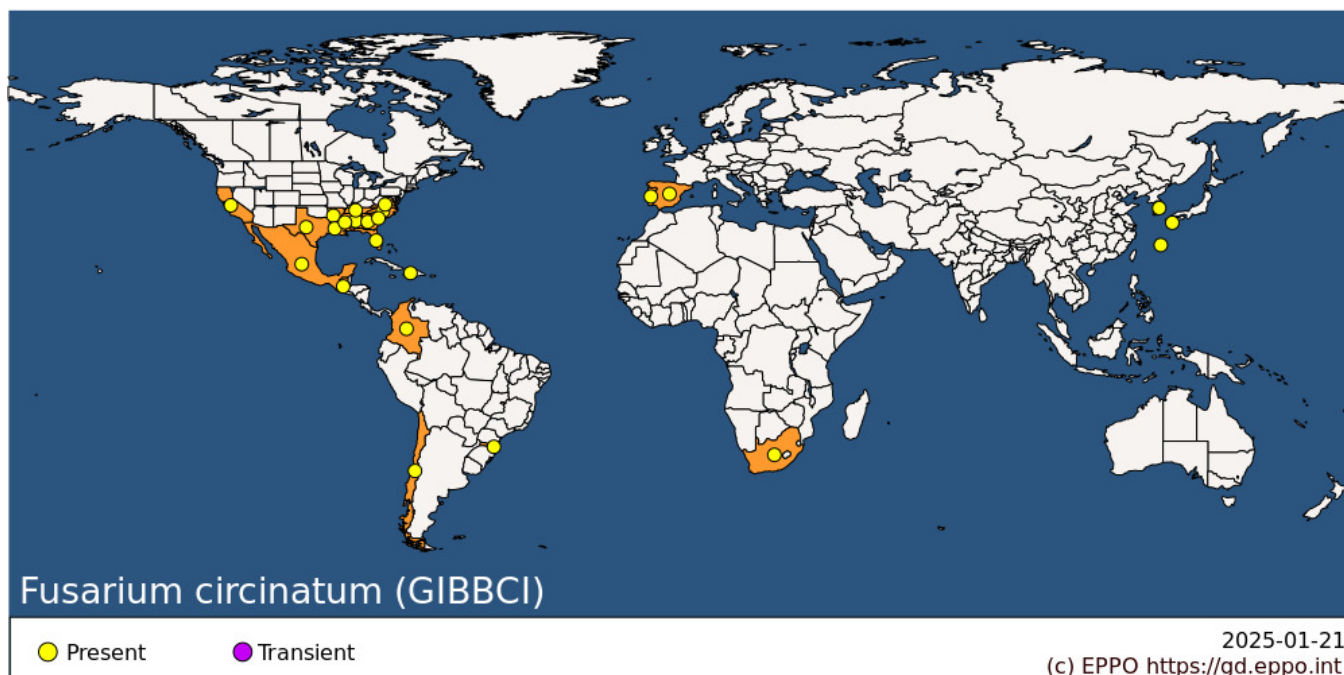 Fusarium circinatum (GIBBCI)
Present
Transient
2025-01-21
(c) EPPO https://gd.eppo.int